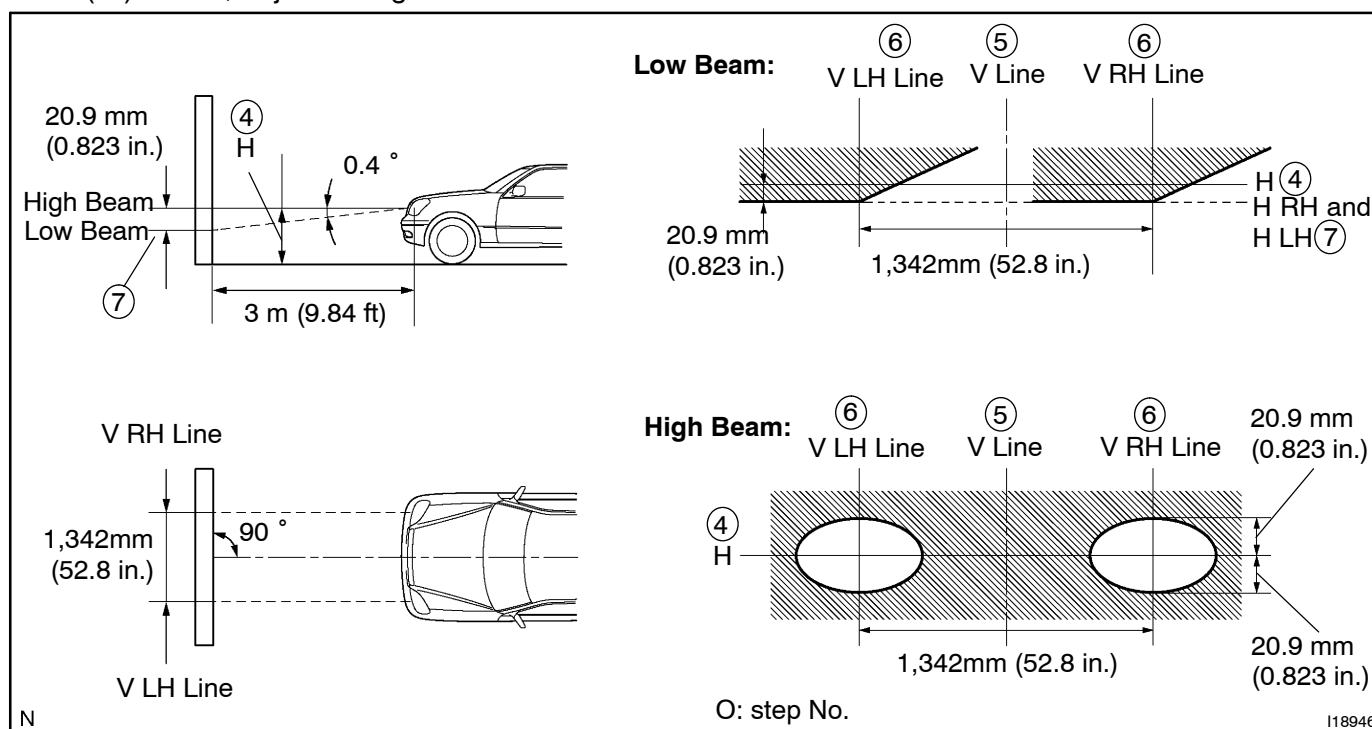 20.9 mm
(0.823 in.)
④
H
0.4 °
High Beam
Low Beam
⑦
3 m (9.84 ft)
Low Beam:
⑥
V LH Line
⑤
V Line
⑥
V RH Line
H ④
H RH and
H LH ⑦
20.9 mm
(0.823 in.)
1,342mm (52.8 in.)
V RH Line
1,342mm
(52.8 in.)
90 °
V LH Line
High Beam:
⑥
V LH Line
⑤
V Line
⑥
V RH Line
20.9 mm
(0.823 in.)
④
H
1,342mm (52.8 in.)
20.9 mm
(0.823 in.)
O: step No.
N
I18946